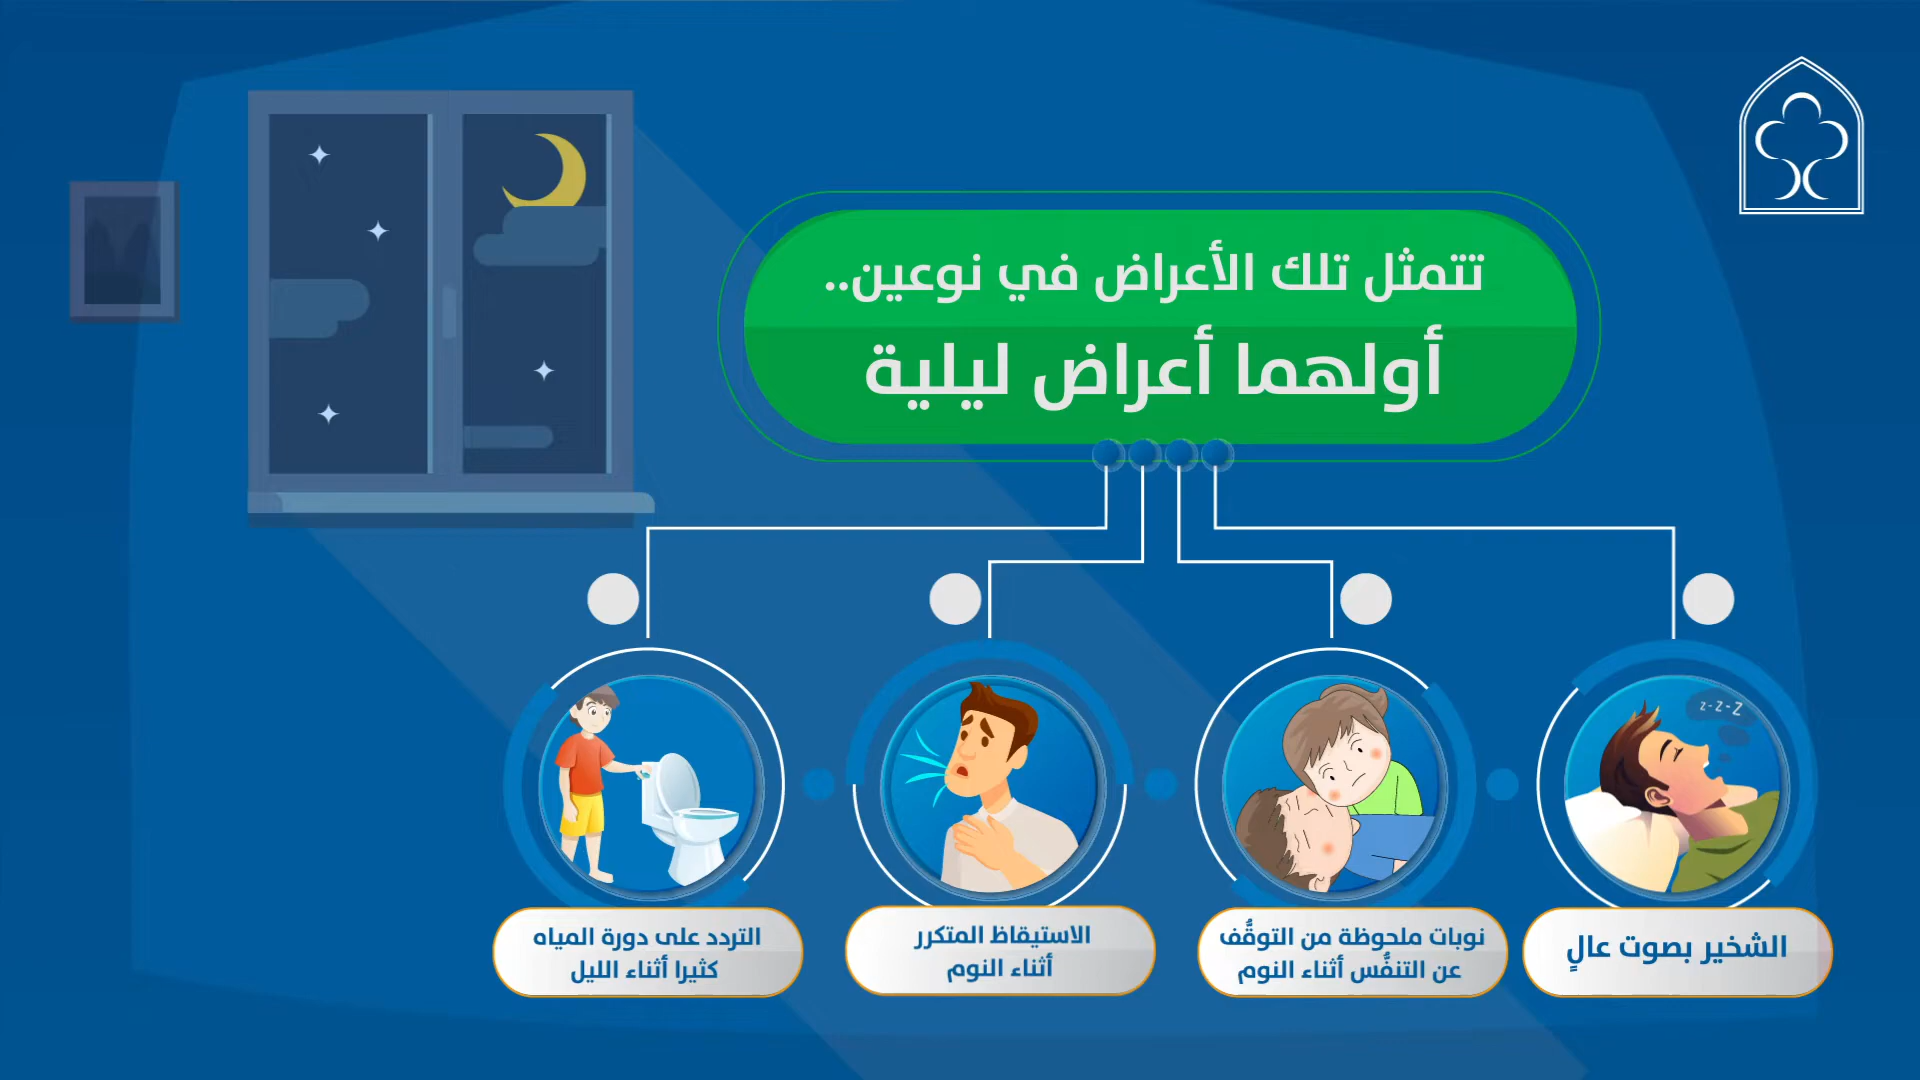 تتمثل تلك الأعراض في نوعين..
أولهما أعراض ليلية
z-z-Z
الشخير بصوت عالٍ
نوبات ملحوظة من التوقُّف
عن التنفُّس أثناء النوم
الاستيقاظ المتكرر
أثناء النوم
التردد على دورة المياه
كثيرا أثناء الليل